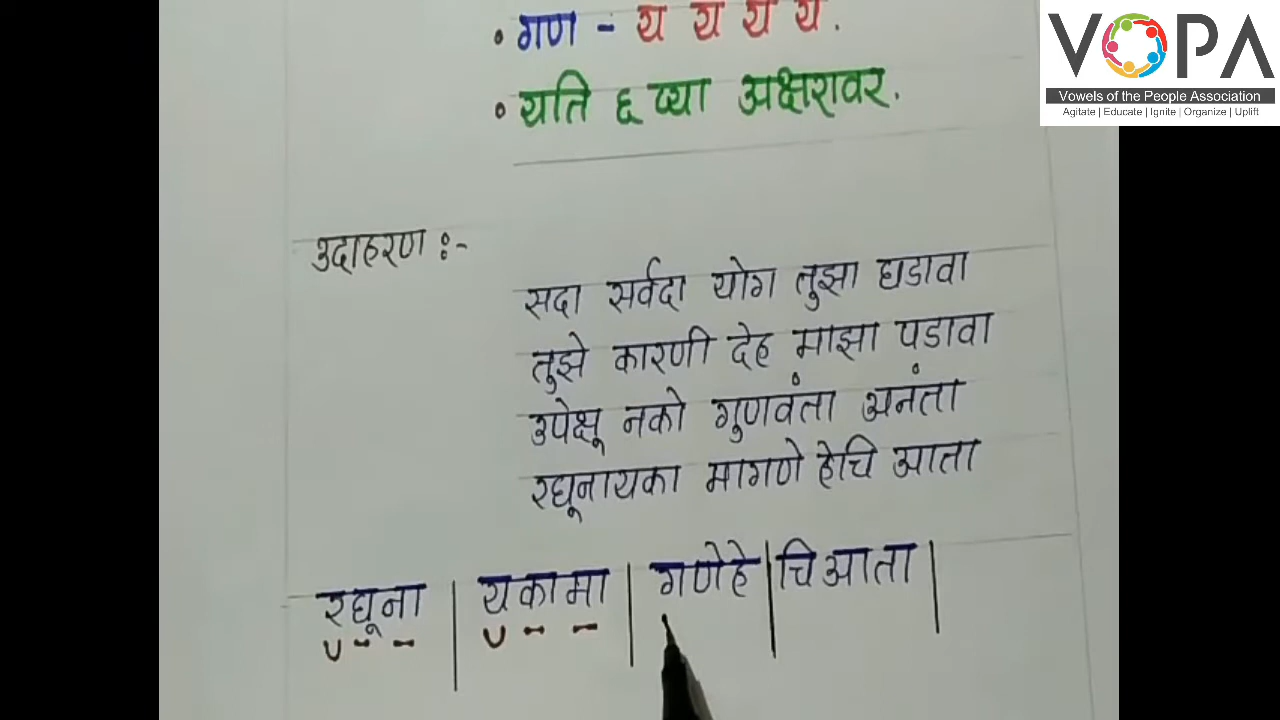 • गण - य य य य.
• यति ६ व्या अक्षरावर.
उदाहरण :-
सदा सर्वदा योग तुझा घडावा
तुझे कारणी देह माझा पडावा
उपेक्षू नको गुणवंता अनंता
रघूनायका मागणे हेचि आता
रघूना | यकामा | गणेहे | चिआता |
υ - - υ - -
VOPA
Vowels of the People Association
Agitate | Educate | Ignite | Organize | Uplift